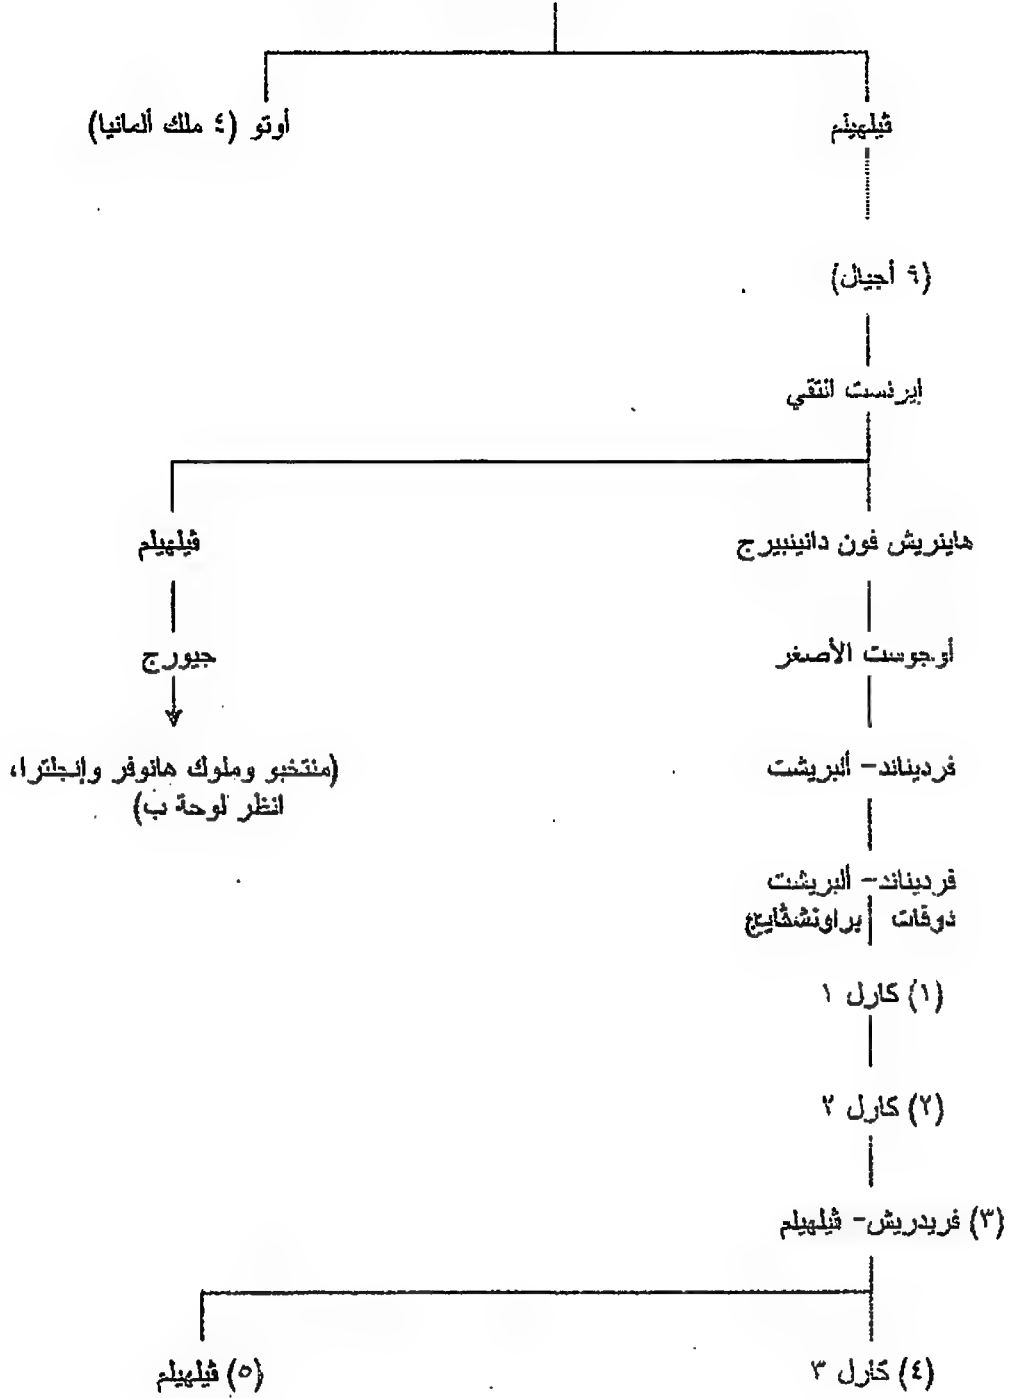 ڤيلهيلم
أوتو (٤ ملك ألمانيا)
(٩ أجيال)
إيرنست التقي
هاينريش فون دانينبيرج
ڤيلهيلم
أوجوست الأصغر
جيورج
فرديناند- ألبريشت
(منتخبو وملوك هانوفر وإنجلترا،
انظر لوحة ب)
فرديناند- ألبريشت
دوقات براونشڤايج
(١) كارل ١
(٢) كارل ٢
(٣) فريدريش- ڤيلهيلم
(٤) كارل ٣
(٥) ڤيلهيلم